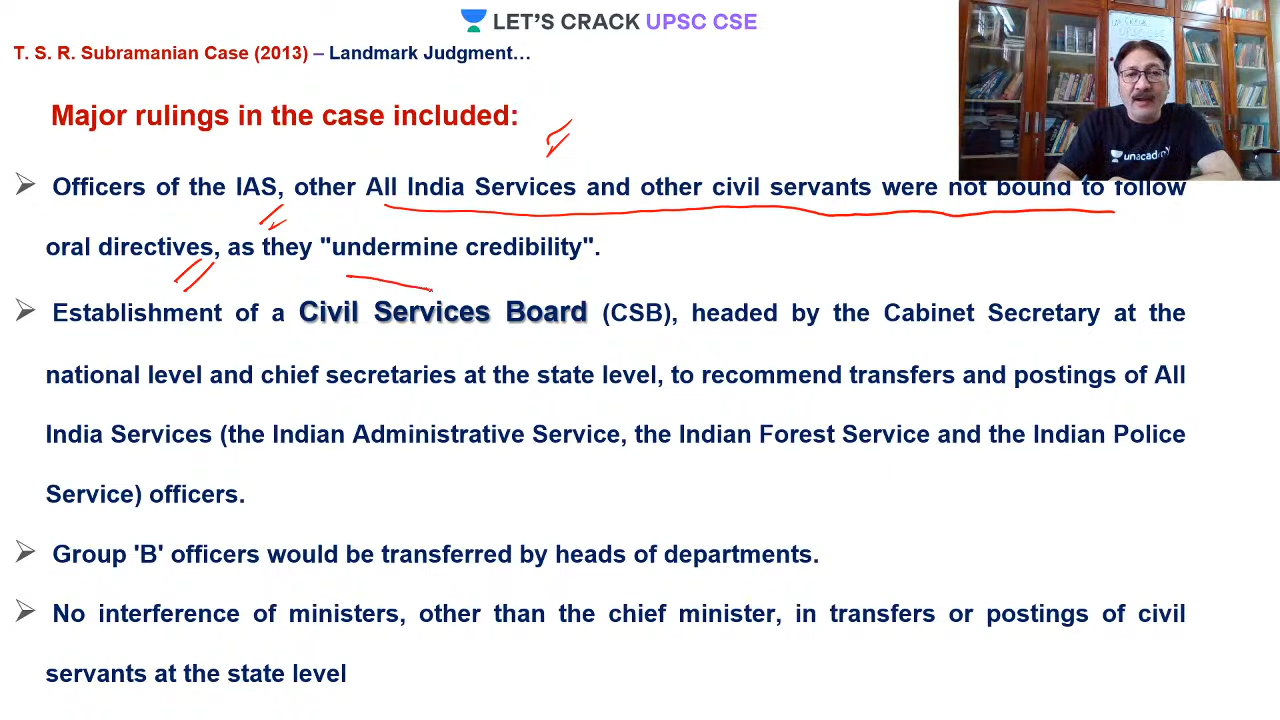 LET'S CRACK UPSC CSE
T. S. R. Subramanian Case (2013) – Landmark Judgment…
Major rulings in the case included:
Officers of the IAS, other All India Services and other civil servants were not bound to follow
oral directives, as they "undermine credibility".
Establishment of a Civil Services Board (CSB), headed by the Cabinet Secretary at the
national level and chief secretaries at the state level, to recommend transfers and postings of All
India Services (the Indian Administrative Service, the Indian Forest Service and the Indian Police
Service) officers.
Group 'B' officers would be transferred by heads of departments.
No interference of ministers, other than the chief minister, in transfers or postings of civil
servants at the state level